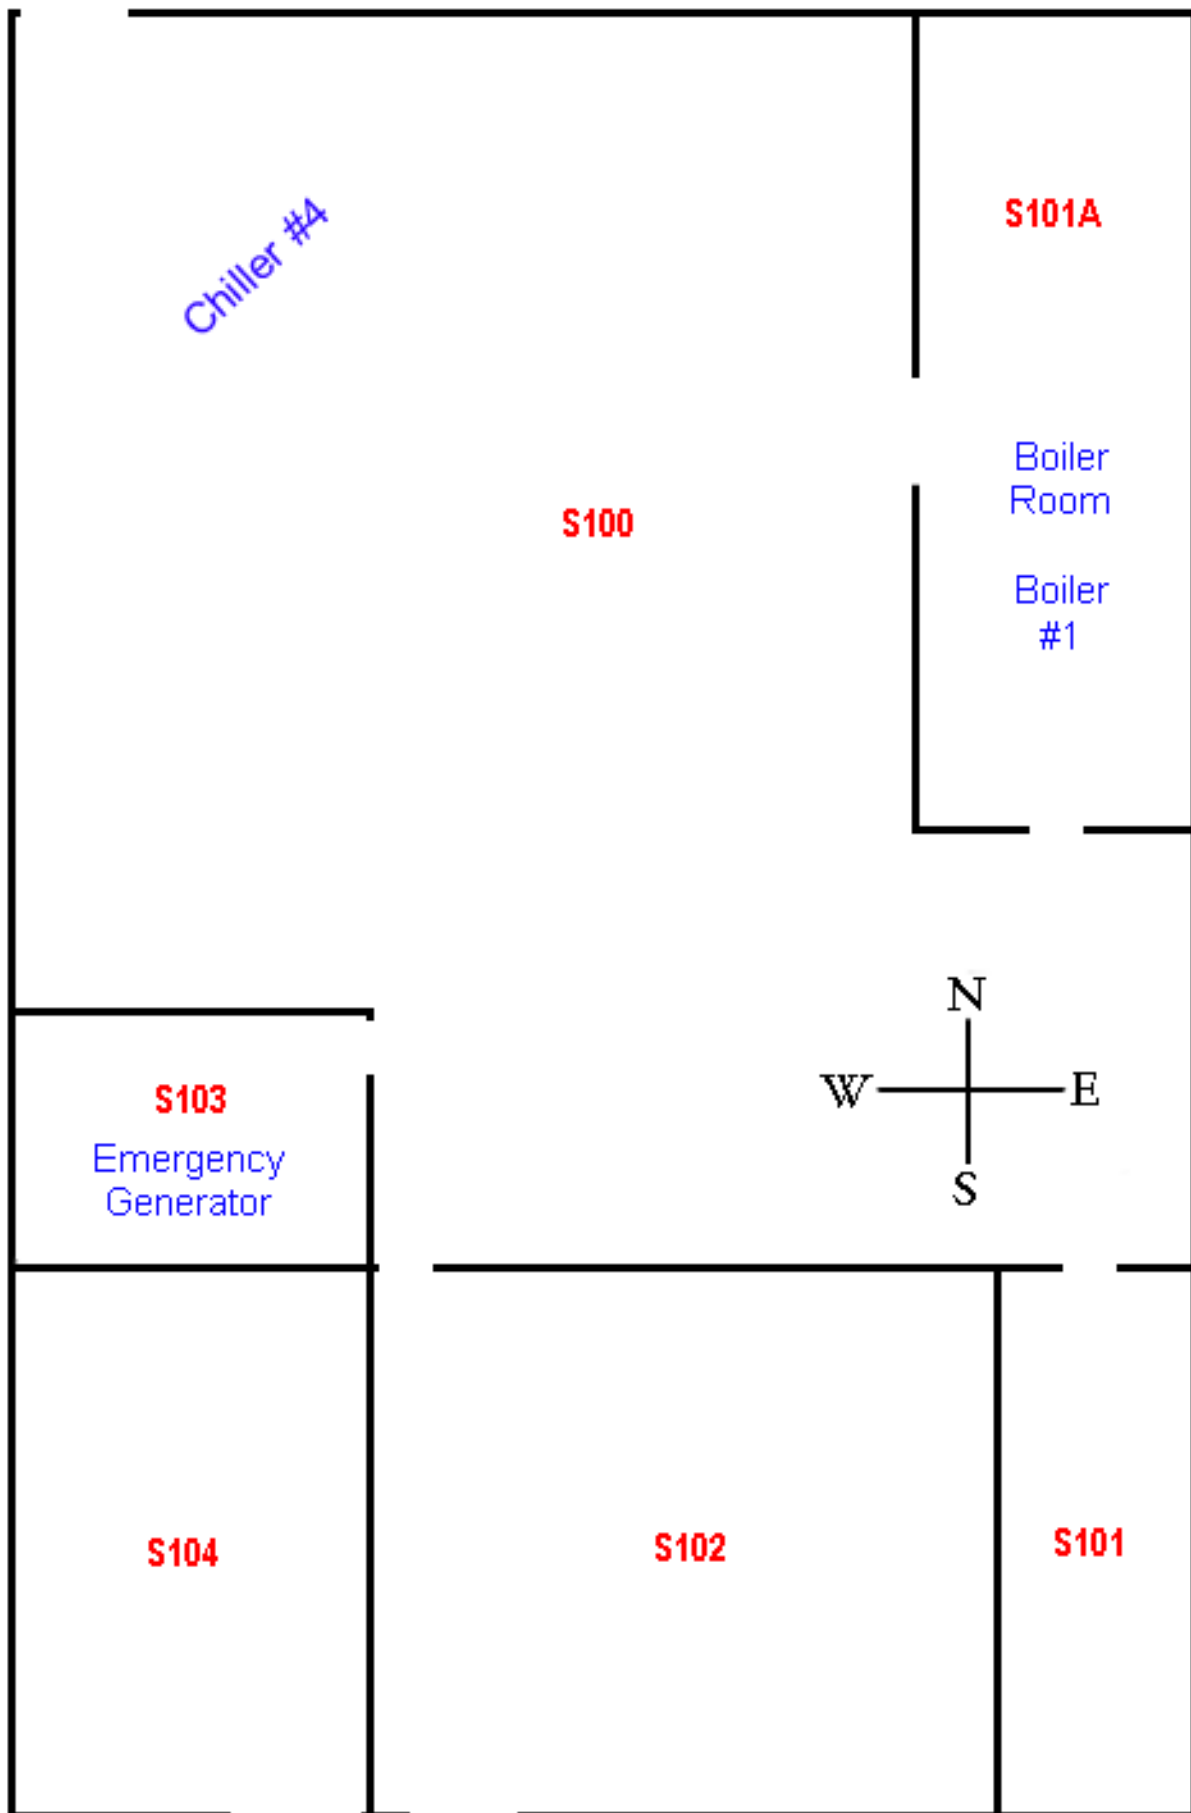 S101A
Chiller #4
Boiler
Room
S100
Boiler
#1
N
W E
S
S103
Emergency
Generator
S104
S102
S101